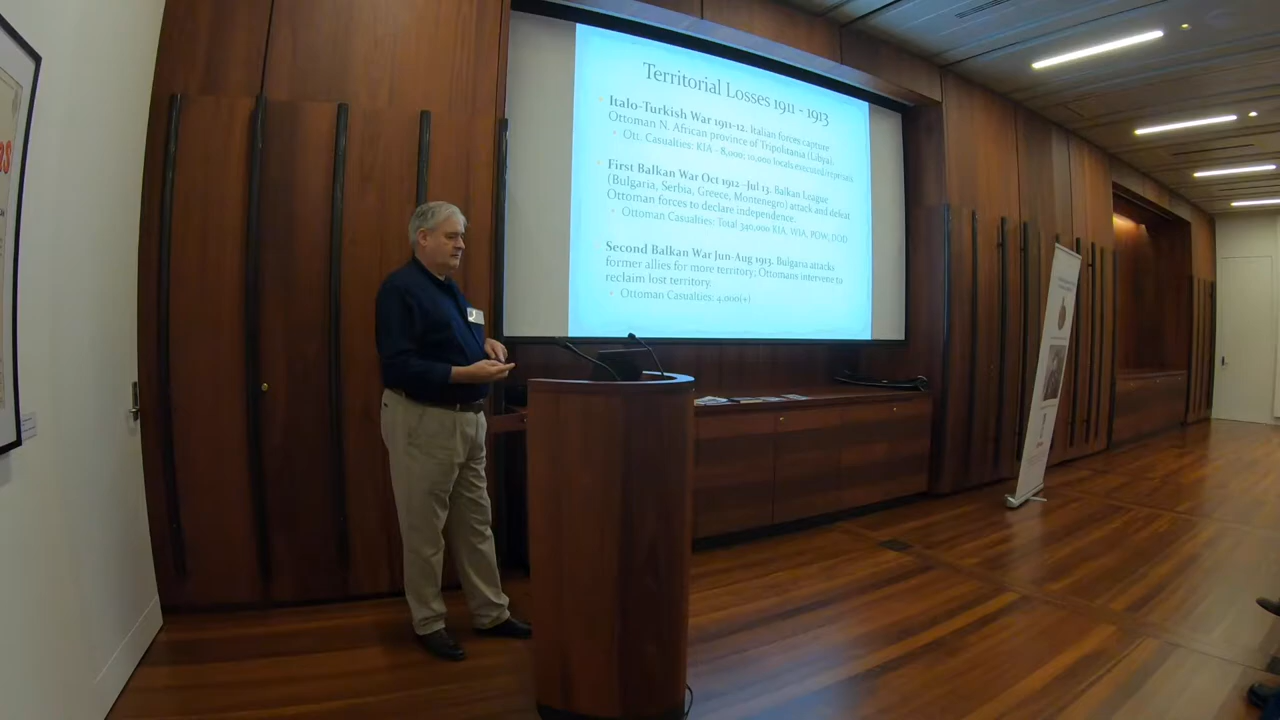 Territorial Losses 1911 - 1913
Italo-Turkish War 1911-12. Italian forces capture
Ottoman N. African province of Tripolitania (Libya).
Ott. Casualties: KIA - 8,000; 10,000 locals executed/reprisals
First Balkan War Oct 1912 –Jul 13. Balkan League
(Bulgaria, Serbia, Greece, Montenegro) attack and defeat
Ottoman forces to declare independence.
Ottoman Casualties: Total 340,000 KIA, WIA, POW, DOD
Second Balkan War Jun-Aug 1913. Bulgaria attacks
former allies for more territory; Ottomans intervene to
reclaim lost territory.
Ottoman Casualties: 4,000(+)